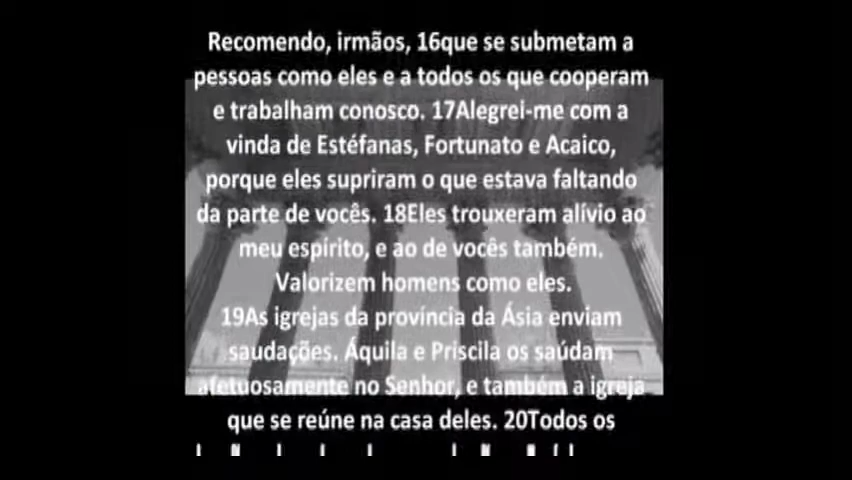 Recomendo, irmãos, 16que se submetam a
pessoas como eles e a todos os que cooperam
e trabalham conosco. 17Alegrei-me com a
vinda de Estéfanas, Fortunato e Acaico,
porque eles supriram o que estava faltando
da parte de vocês. 18Eles trouxeram alívio ao
meu espírito, e ao de vocês também.
Valorizem homens como eles.
19As igrejas da província da Ásia enviam
saudações. Áquila e Priscila os saúdam
afetuosamente no Senhor, e também a igreja
que se reúne na casa deles. 20Todos os